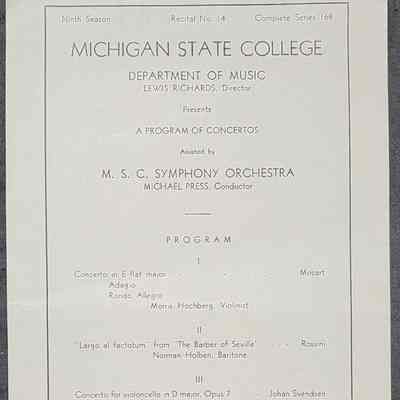 Ninth Season Recital No. 14 Complete Series 164
MICHIGAN STATE COLLEGE
DEPARTMENT OF MUSIC
LEWIS RICHARDS, Director
Presents
A PROGRAM OF CONCERTOS
Assisted by
M. S. C. SYMPHONY ORCHESTRA
MICHAEL PRESS, Conductor
PROGRAM
I
Concerto in E flat major - - - Mozart
Adagio
Rondo, Allegro
Morris Hochberg, Violinist
II
"Largo al factotum" from "The Barber of Seville" - - Rossini
Norman Holben, Baritone
III
Concerto for violoncello in D major, Opus 7 - Johan Svendsen